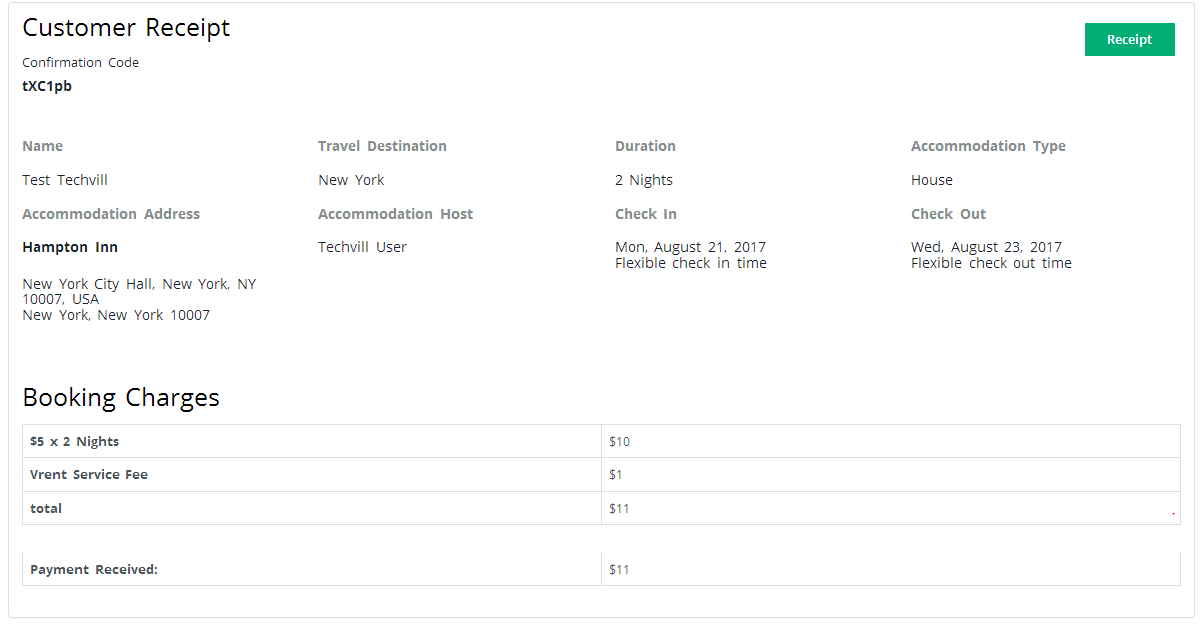 Customer Receipt
Receipt
Confirmation Code
tXC1pb
Name
Travel Destination
Duration
Accommodation Type
Test Techvill
New York
2 Nights
House
Accommodation Address
Accommodation Host
Check In
Check Out
Hampton Inn
Techvill User
Mon, August 21, 2017
Wed, August 23, 2017
Flexible check in time
Flexible check out time
New York City Hall, New York, NY
10007, USA
New York, New York 10007
Booking Charges
$5 x 2 Nights $10
Vrent Service Fee $1
total $11 .
Payment Received: $11